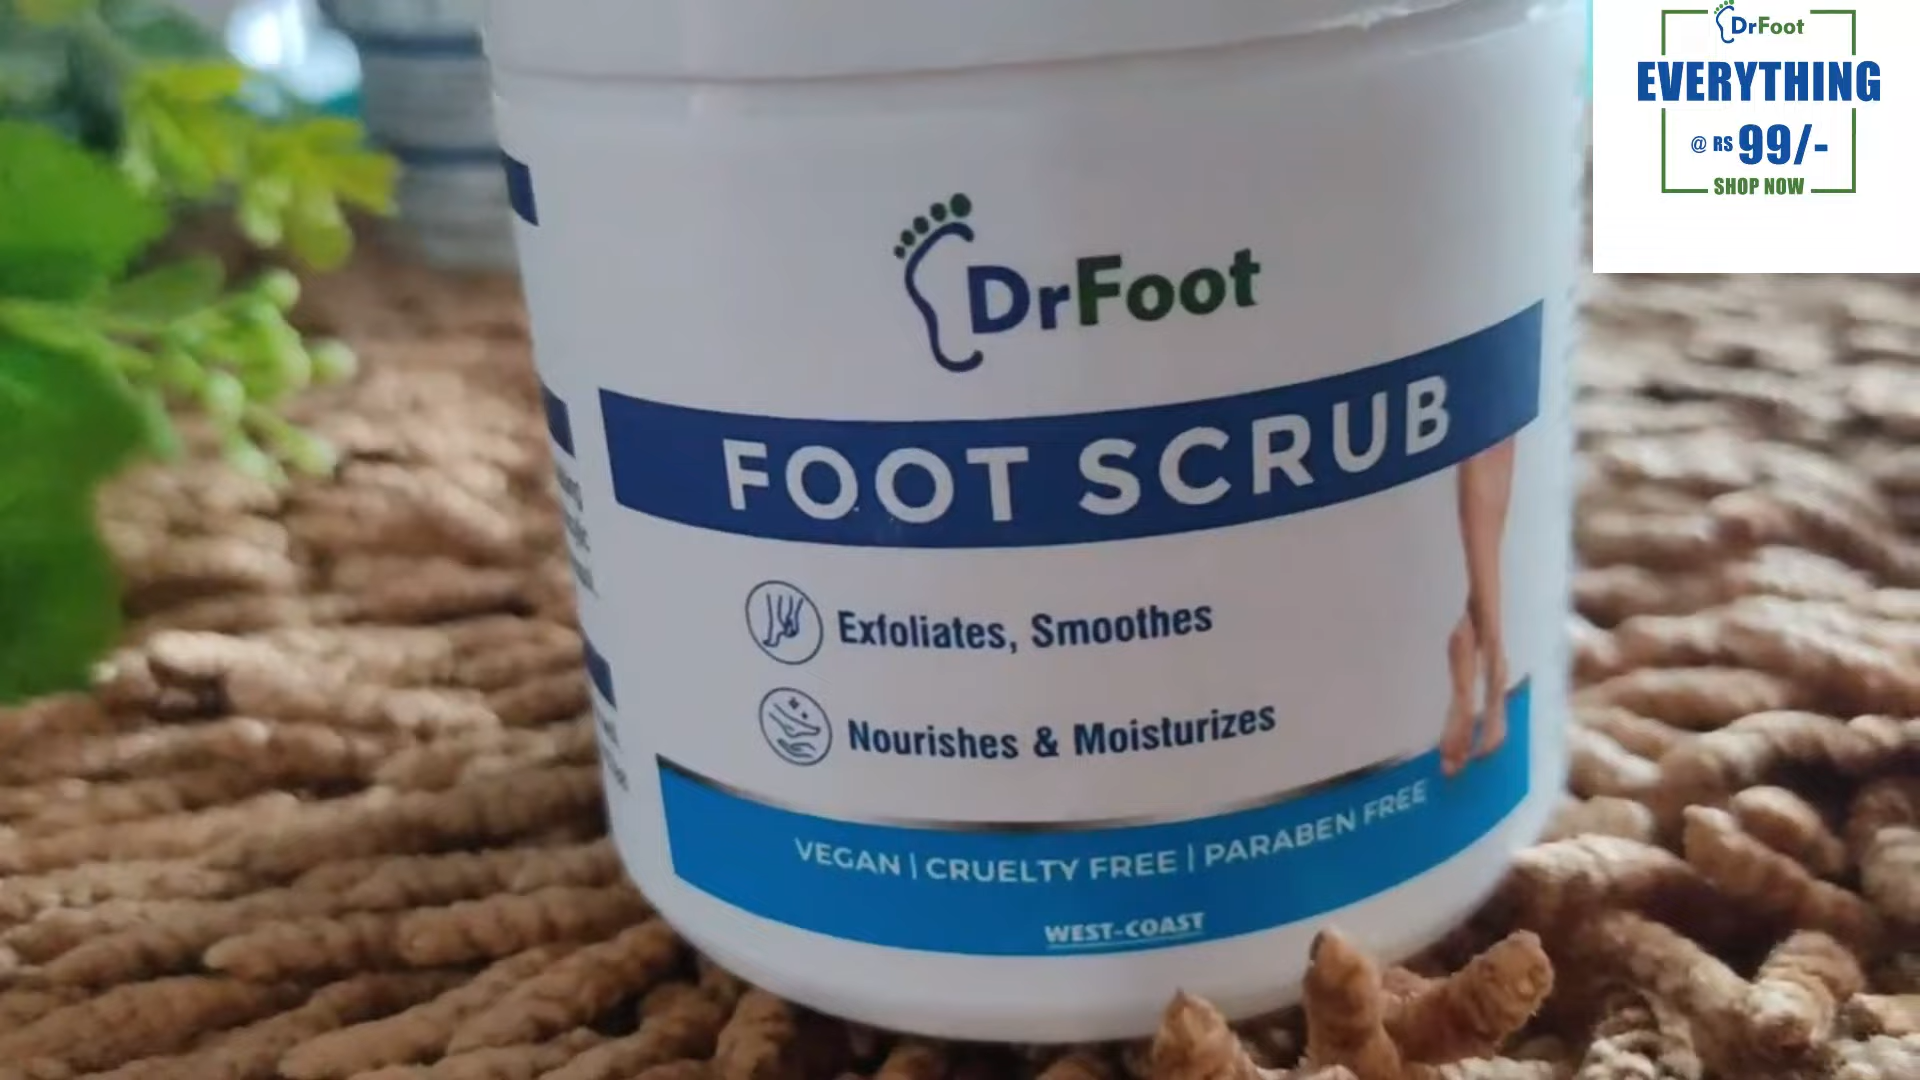 DrFoot
FOOT SCRUB
Exfoliates, Smoothes
Nourishes & Moisturizes
VEGAN | CRUELTY FREE | PARABEN FREE
WEST-COAST
DrFoot
EVERYTHING
@ RS 99/-
SHOP NOW